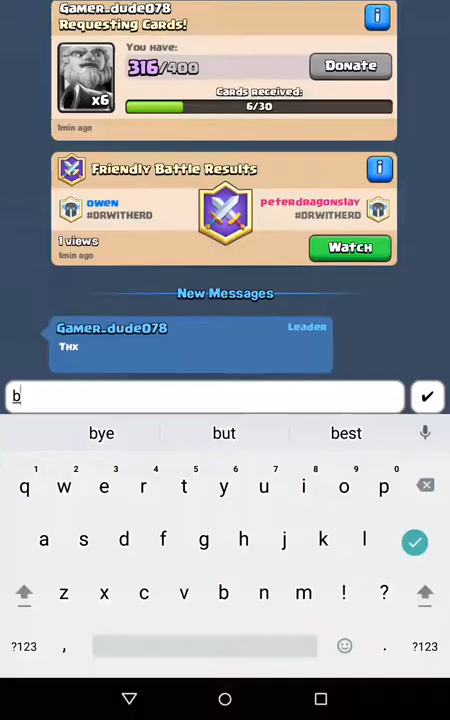 Gamer_dude078
Requesting Cards!
You have:
316/400
Donate
x6
Cards received:
6/30
1min ago
Friendly Battle Results
owen
#DRWITHERD
peterdragonslay
#DRWITHERD
1 views
1min ago
Watch
New Messages
Gamer_dude078 Leader
Thx
b
bye but best
1 2 3 4 5 6 7 8 9 0
q w e r t y u i o p
a s d f g h j k l
z x c v b n m ! ?
?123 , . ?123